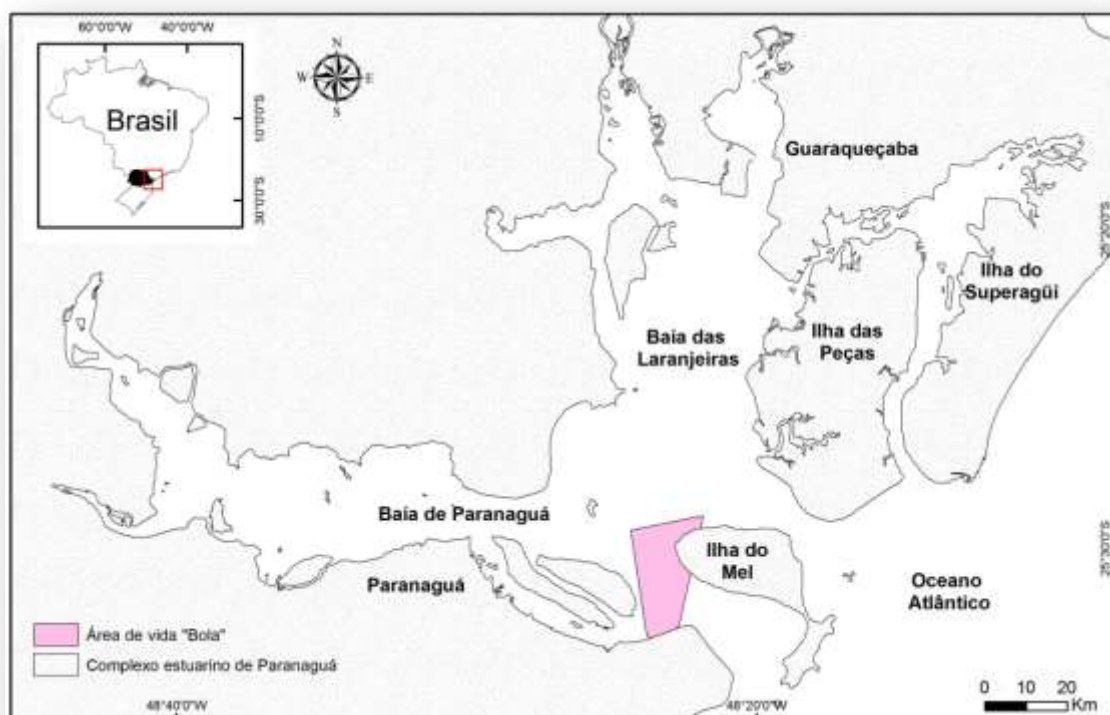 60°0'0"W 40°0'0"W
N
W E
S
Brasil
10°0'0"S
30°0'0"S
Guaraqueçaba
25°20'0"S
Ilha do
Superagüi
Baía das
Laranjeiras
Ilha das
Peças
Baía de Paranaguá
Ilha do
Mel
25°30'0"S
Paranaguá
Oceano
Atlântico
Área de vida "Bola"
Complexo estuarino de Paranaguá
0 10 20
Km
48°40'0"W 48°20'0"W